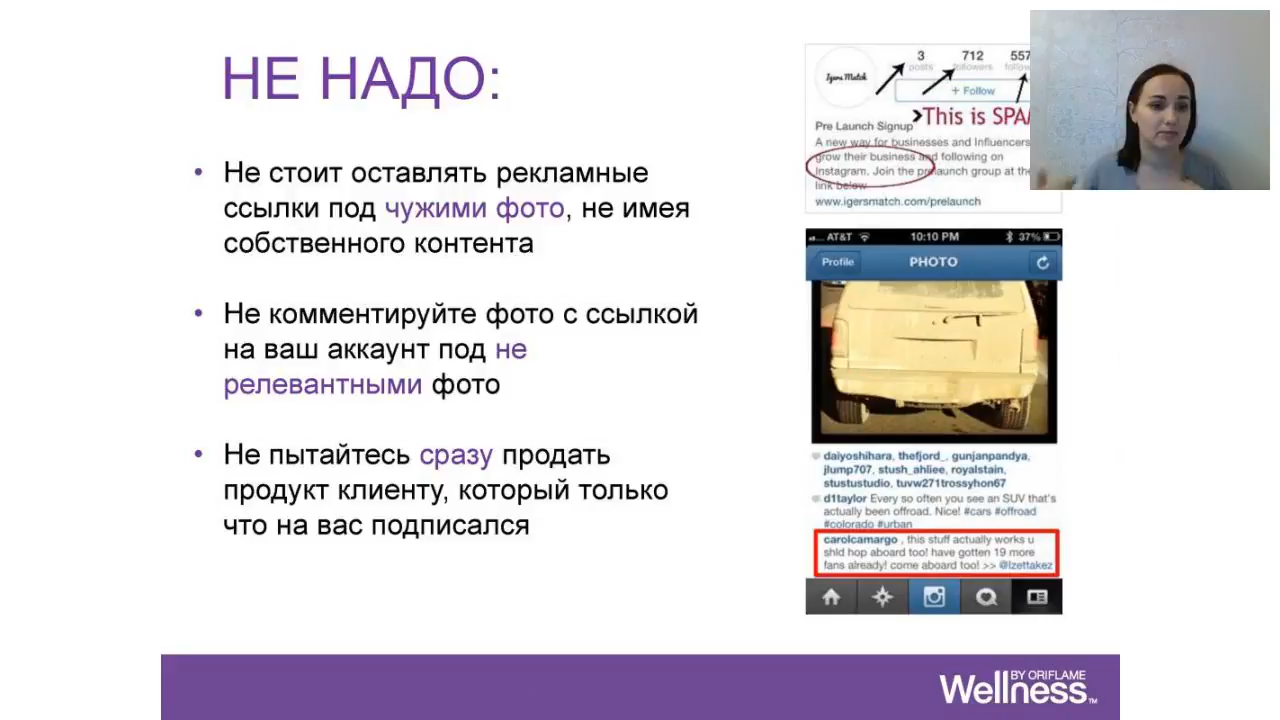 НЕ НАДО:
• Не стоит оставлять рекламные
ссылки под чужими фото, не имея
собственного контента
• Не комментируйте фото с ссылкой
на ваш аккаунт под не
релевантными фото
• Не пытайтесь сразу продать
продукт клиенту, который только
что на вас подписался
Igers Match
3 712 557
posts followers
+ Follow
This is SPA
Pre Launch Signup
A new way for businesses and Influencers
grow their business and following on
Instagram. Join the prelaunch group at the
link below
www.igersmatch.com/prelaunch
AT&T 10:10 PM 37%
Profile PHOTO
daiyoshihara, thefjord_, gunjanpandya,
jlump707, stush_ahliee, royalstain,
stustustudio, tuvw271trossyhon67
d1taylor Every so often you see an SUV that's
actually been offroad. Nice! #cars #offroad
#colorado #urban
carolcamargo , this stuff actually works u
shld hop aboard too! have gotten 19 more
fans already! come aboard too! >> @lzettakez
BY ORIFLAME
Wellness™